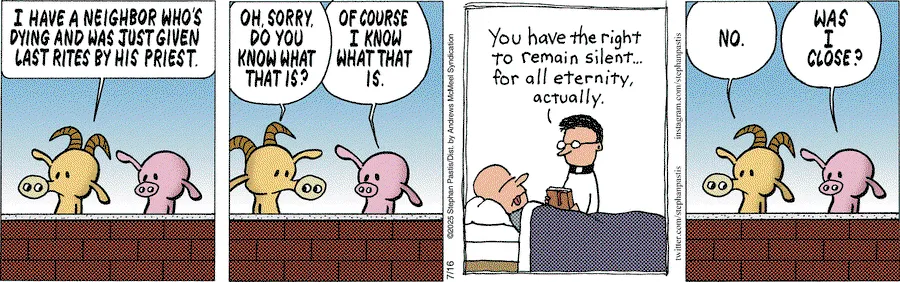 I HAVE A NEIGHBOR WHO'S
DYING AND WAS JUST GIVEN
LAST RITES BY HIS PRIEST.
OH, SORRY.
DO YOU
KNOW WHAT
THAT IS?
OF COURSE
I KNOW
WHAT THAT
IS.
©2025 Stephan Pastis/Dist. by Andrews McMeel Syndication
7/16
You have the right
to remain silent...
for all eternity,
actually.
twitter.com/stephanpastis
instagram.com/stephanpastis
NO.
WAS
I
CLOSE?